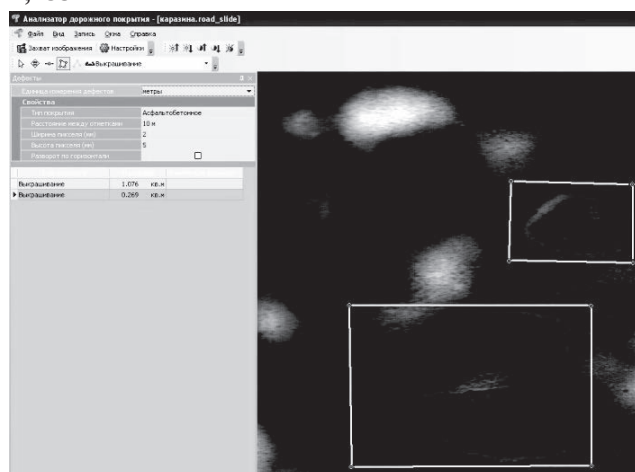 Анализатор дорожного покрытия - [каразина.road_slide]
Файл Вид Запись Окна Справка
Захват изображения Настройки
Выкрашивание
Дефекты
Единица измерения дефектов метры
Свойства
Тип покрытия Асфальтобетонное
Расстояние между отметками 10 м
Ширина пикселя (мм) 2
Высота пикселя (мм) 5
Разворот по горизонтали
Выкрашивание 1.076 кв.м
Выкрашивание 0.269 кв.м